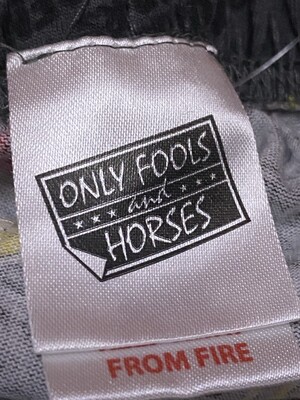 ONLY FOOLS
and
HORSES
FROM FIRE